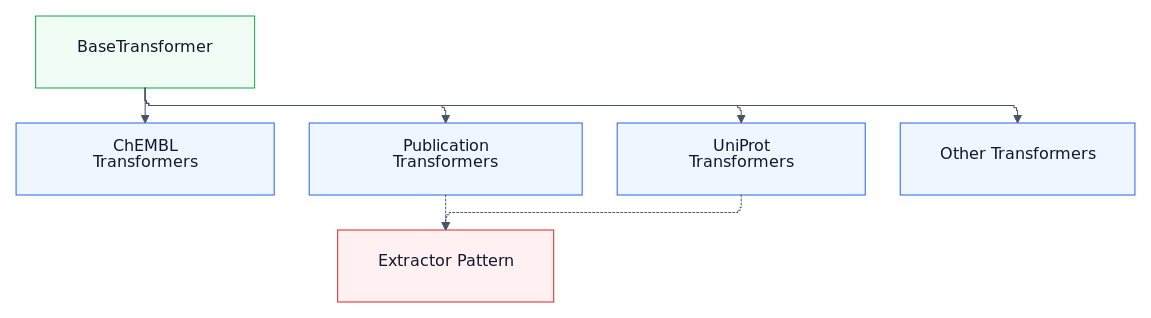 BaseTransformer
ChEMBL
Transformers
Publication
Transformers
UniProt
Transformers
Other Transformers
Extractor Pattern